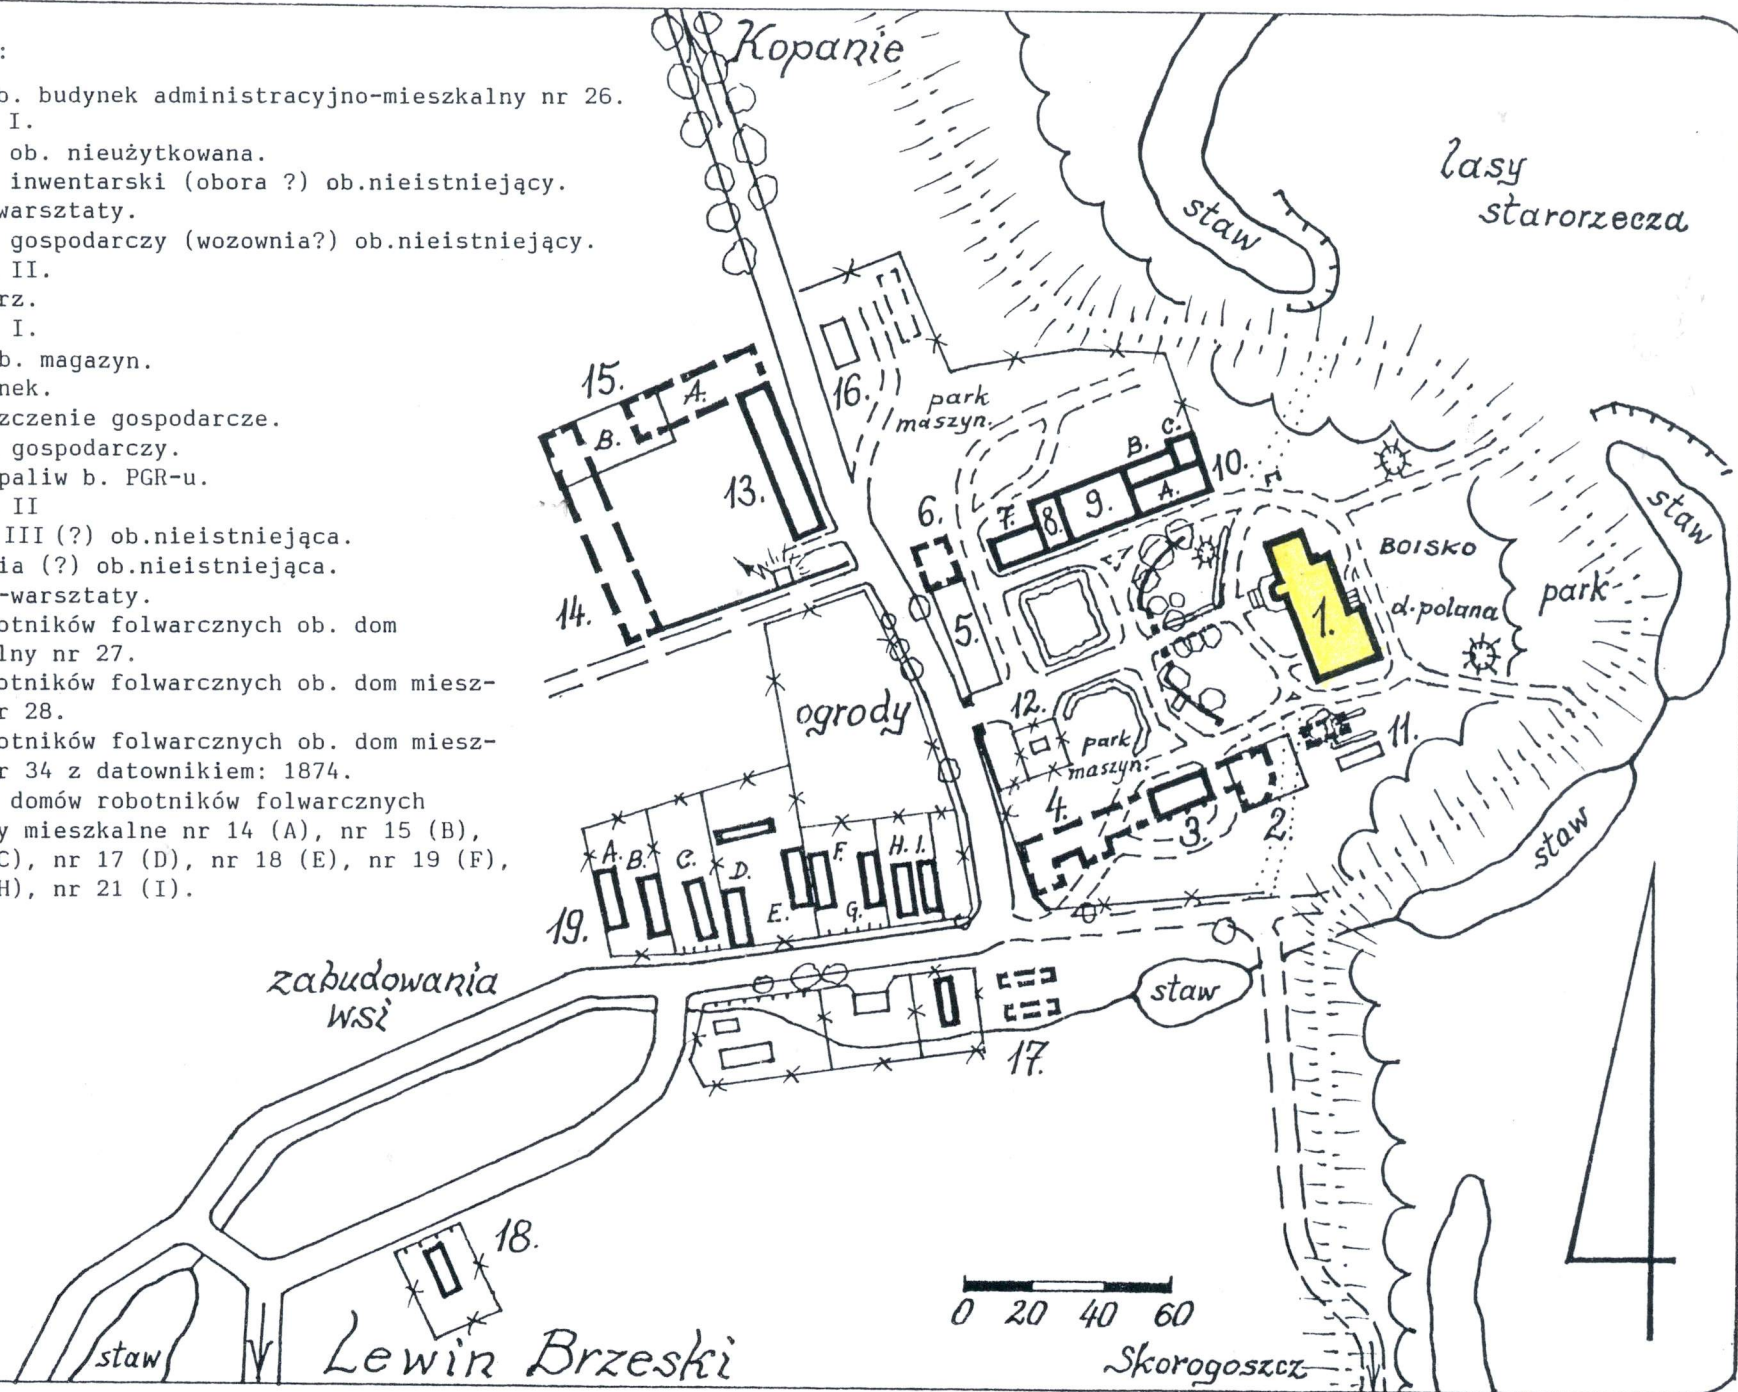 :
o. budynek administracyjno-mieszkalny nr 26.
I.
ob. nieużytkowana.
inwentarski (obora ?) ob.nieistniejący.
warsztaty.
gospodarczy (wozownia?) ob.nieistniejący.
II.
rz.
I.
b. magazyn.
nek.
szczenie gospodarcze.
gospodarczy.
paliw b. PGR-u.
II
III (?) ob.nieistniejąca.
ia (?) ob.nieistniejąca.
-warsztaty.
otników folwarcznych ob. dom
lny nr 27.
otników folwarcznych ob. dom miesz-
r 28.
otników folwarcznych ob. dom miesz-
r 34 z datownikiem: 1874.
domów robotników folwarcznych
y mieszkalne nr 14 (A), nr 15 (B),
C), nr 17 (D), nr 18 (E), nr 19 (F),
H), nr 21 (I).
Kopanie
lasy
starorzecza
staw
15.
A.
B.
16.
park
maszyn.
13.
14.
6.
7.
8.
9.
B.
C.
A.
10.
5.
1.
BOISKO
d.polana
park
staw
ogrody
12.
park
maszyn.
11.
4.
3.
2.
staw
19.
A.
B.
C.
D.
E.
F.
G.
H.
I.
zabudowania
wsi
staw
17.
18.
staw
Lewin Brzeski
0 20 40 60
Skorogoszcz